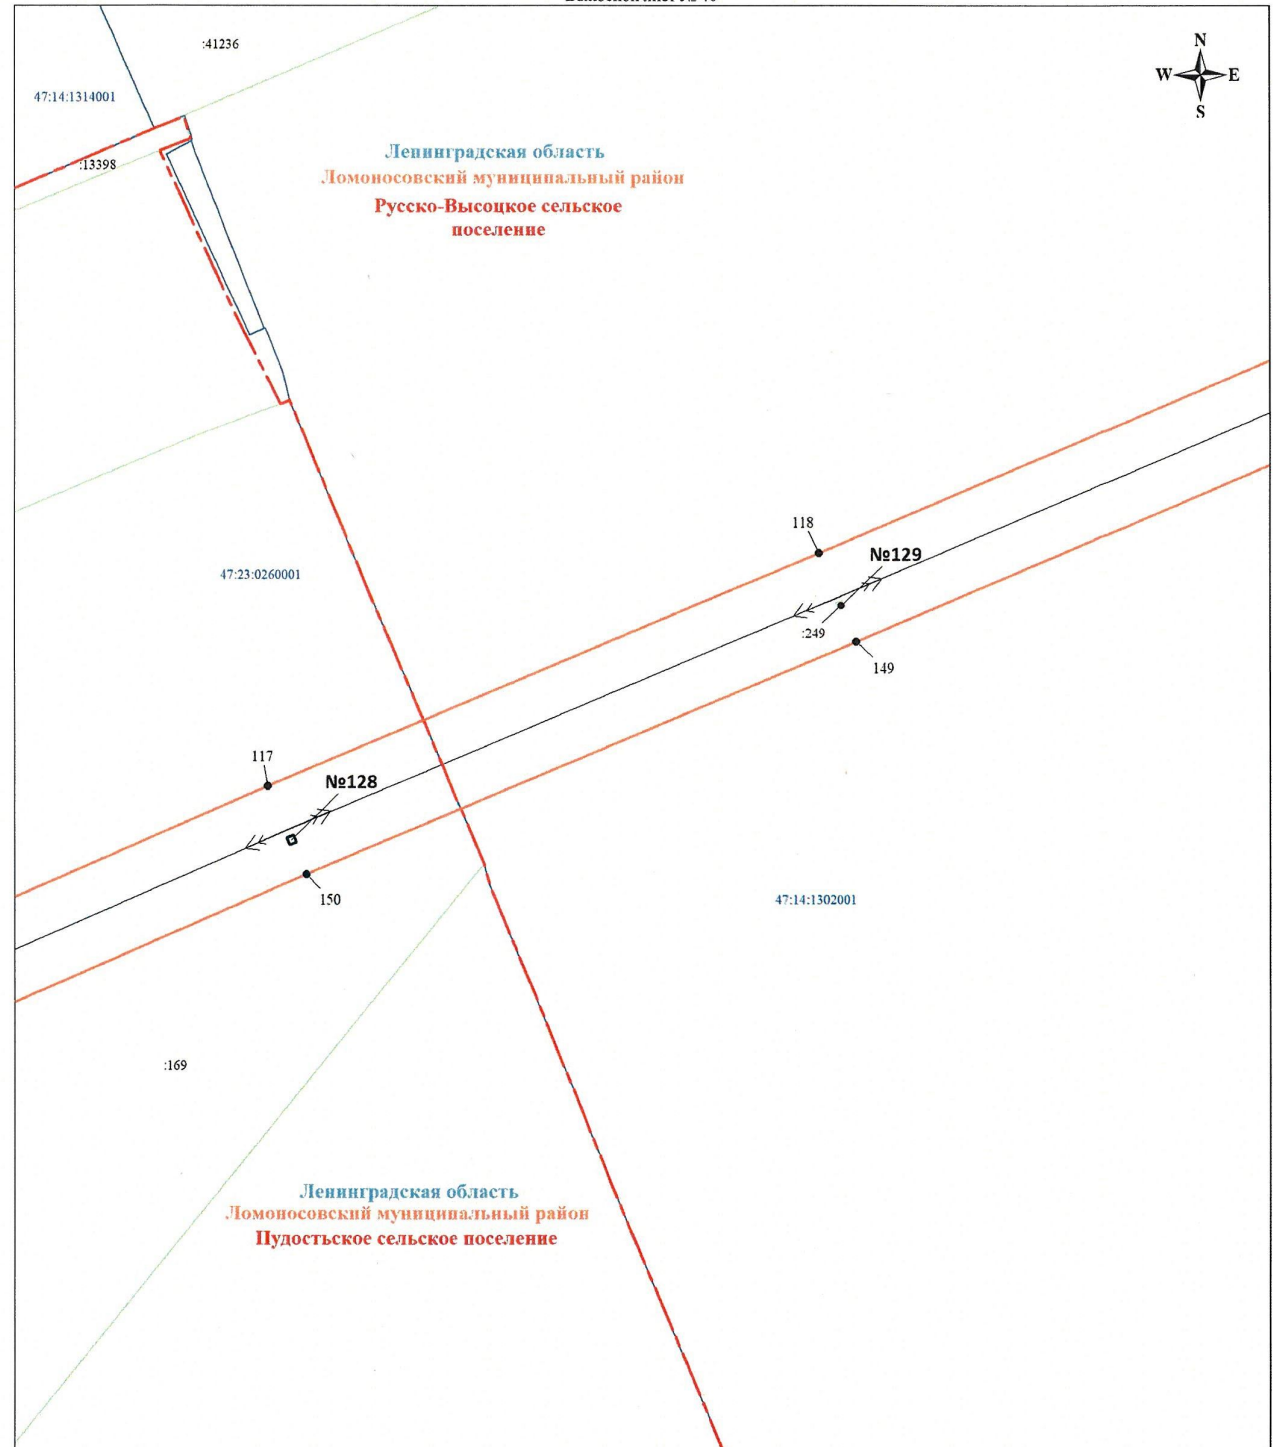 :41236
N
W E
S
47:14:1314001
:13398
Ленинградская область
Ломоносовский муниципальный район
Русско-Высоцкое сельское
поселение
118
№129
47:23:0260001
:249
149
117
№128
150
47:14:1302001
:169
Ленинградская область
Ломоносовский муниципальный район
Пудостьское сельское поселение